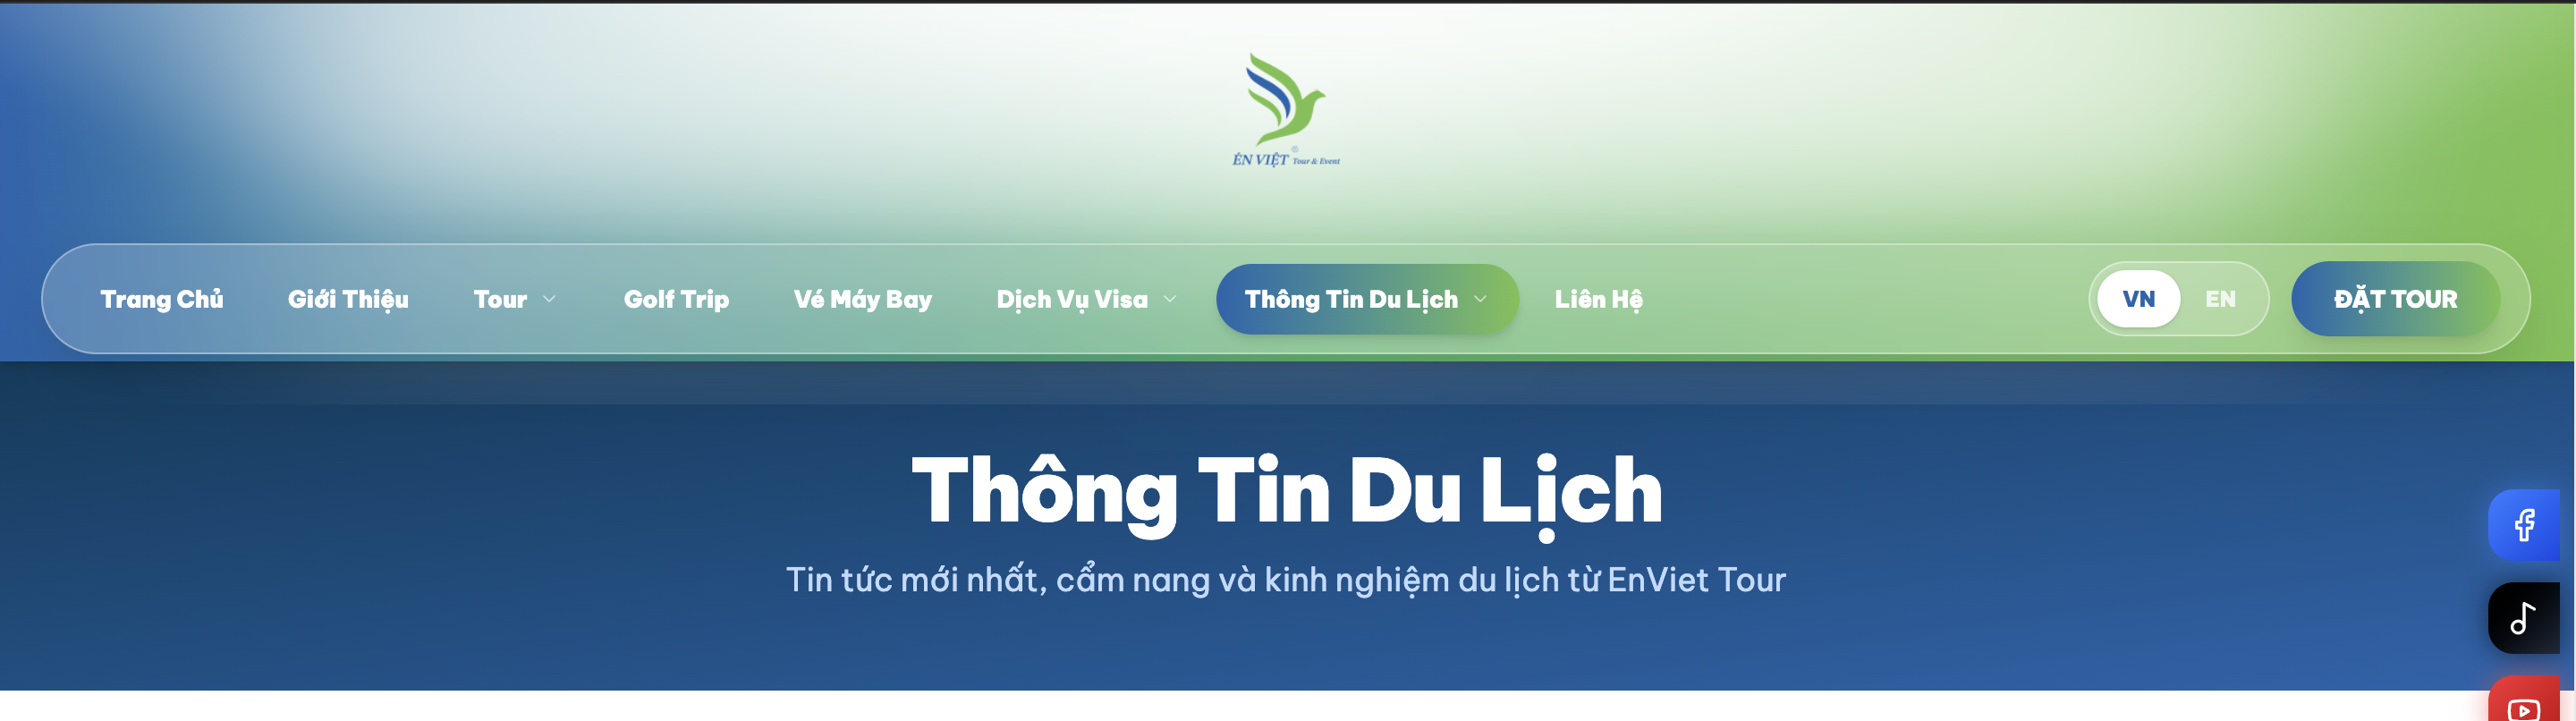 ÉN VIỆT ® Tour & Event
Trang Chủ Giới Thiệu Tour Golf Trip Vé Máy Bay Dịch Vụ Visa Thông Tin Du Lịch Liên Hệ VN EN ĐẶT TOUR
Thông Tin Du Lịch
Tin tức mới nhất, cẩm nang và kinh nghiệm du lịch từ EnViet Tour